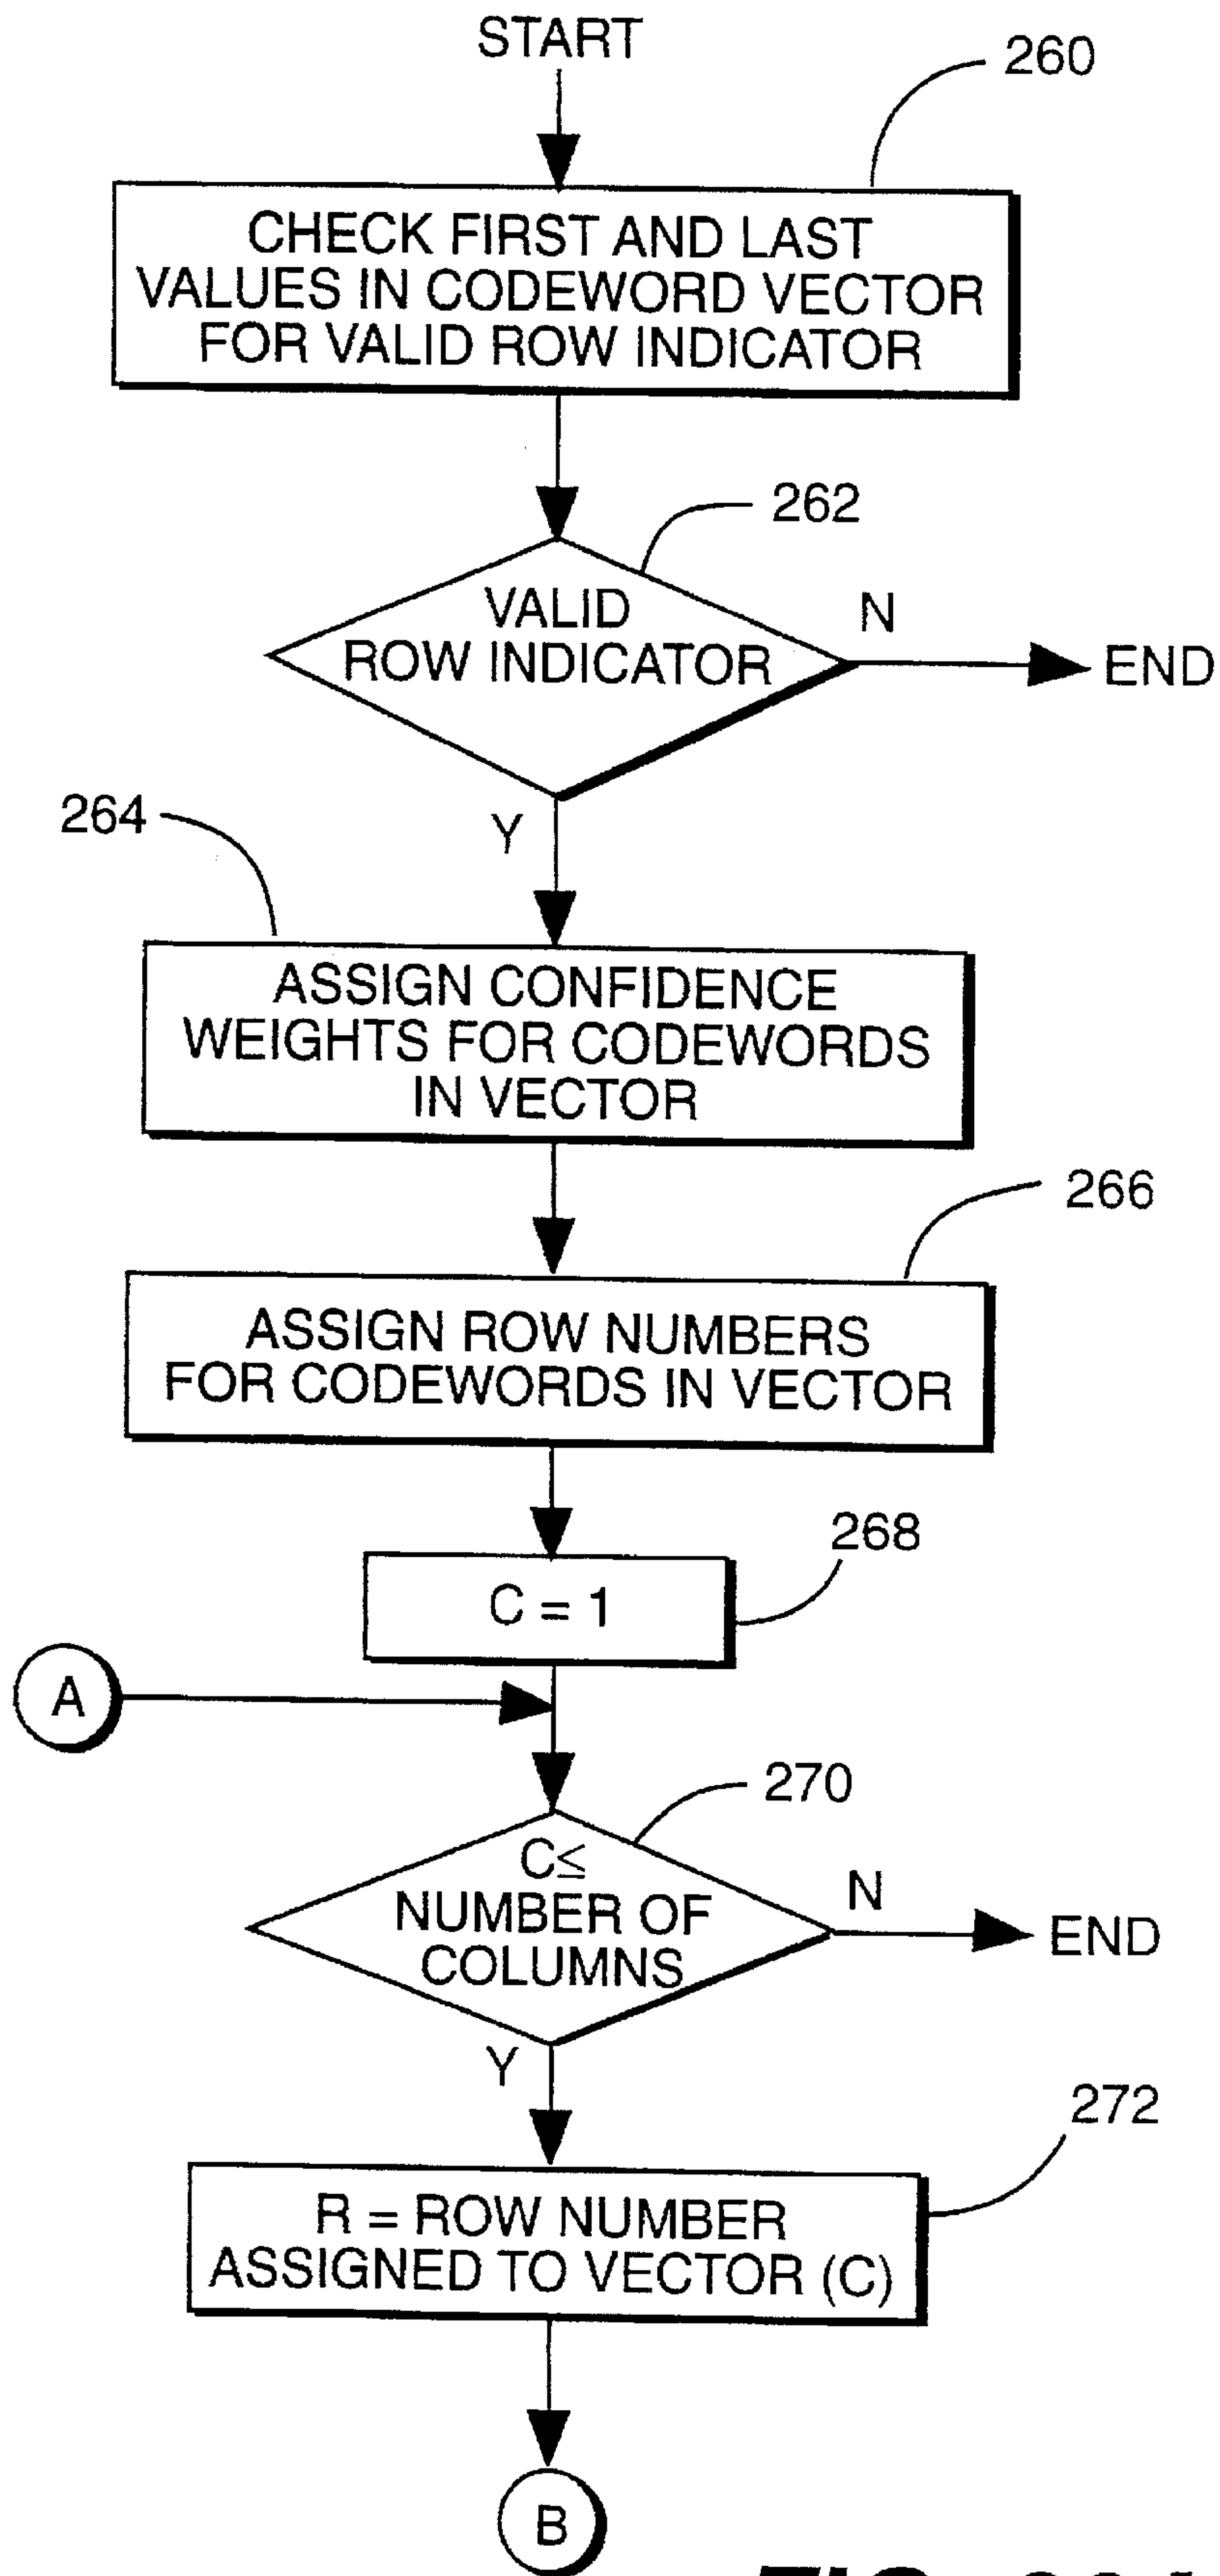 START
260
CHECK FIRST AND LAST
VALUES IN CODEWORD VECTOR
FOR VALID ROW INDICATOR
262
VALID
ROW INDICATOR
N
END
264
Y
ASSIGN CONFIDENCE
WEIGHTS FOR CODEWORDS
IN VECTOR
266
ASSIGN ROW NUMBERS
FOR CODEWORDS IN VECTOR
268
C = 1
A
270
C≤
NUMBER OF
COLUMNS
N
END
Y
272
R = ROW NUMBER
ASSIGNED TO VECTOR (C)
B